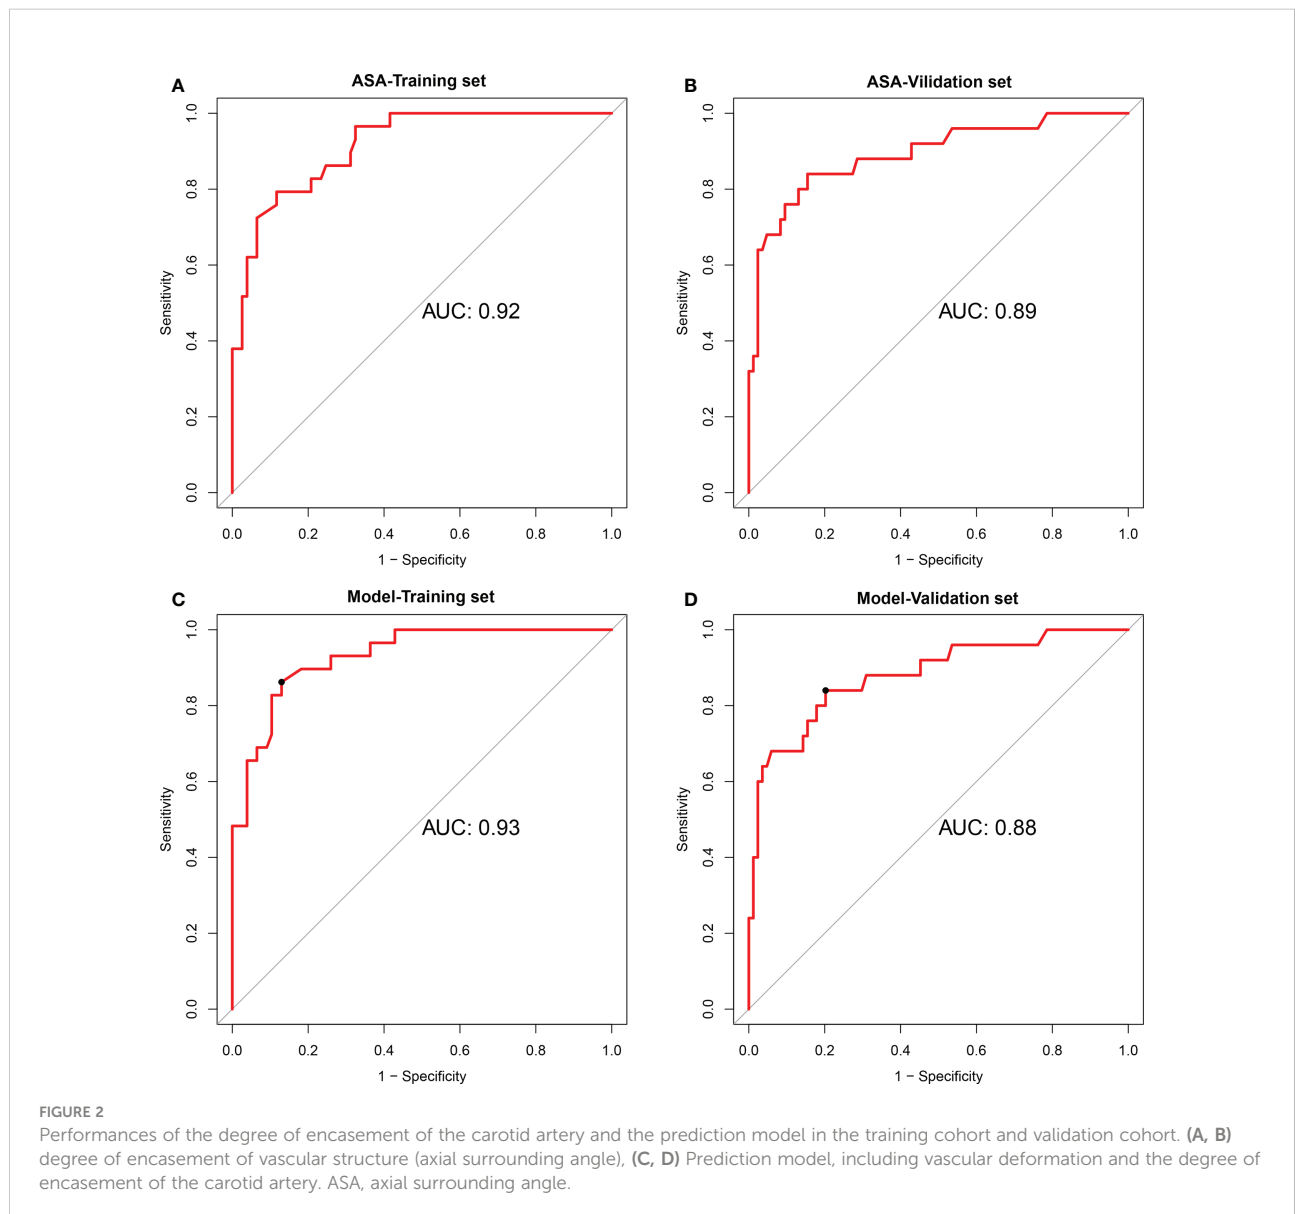 A
ASA-Training set
1.0
0.8
0.6
0.4
0.2
0.0
Sensitivity
AUC: 0.92
0.0 0.2 0.4 0.6 0.8 1.0
1 − Specificity
B
ASA-Vilidation set
1.0
0.8
0.6
0.4
0.2
0.0
Sensitivity
AUC: 0.89
0.0 0.2 0.4 0.6 0.8 1.0
1 − Specificity
C
Model-Training set
1.0
0.8
0.6
0.4
0.2
0.0
Sensitivity
AUC: 0.93
0.0 0.2 0.4 0.6 0.8 1.0
1 − Specificity
D
Model-Validation set
1.0
0.8
0.6
0.4
0.2
0.0
Sensitivity
AUC: 0.88
0.0 0.2 0.4 0.6 0.8 1.0
1 − Specificity
FIGURE 2
Performances of the degree of encasement of the carotid artery and the prediction model in the training cohort and validation cohort. (A, B)
degree of encasement of vascular structure (axial surrounding angle), (C, D) Prediction model, including vascular deformation and the degree of
encasement of the carotid artery. ASA, axial surrounding angle.